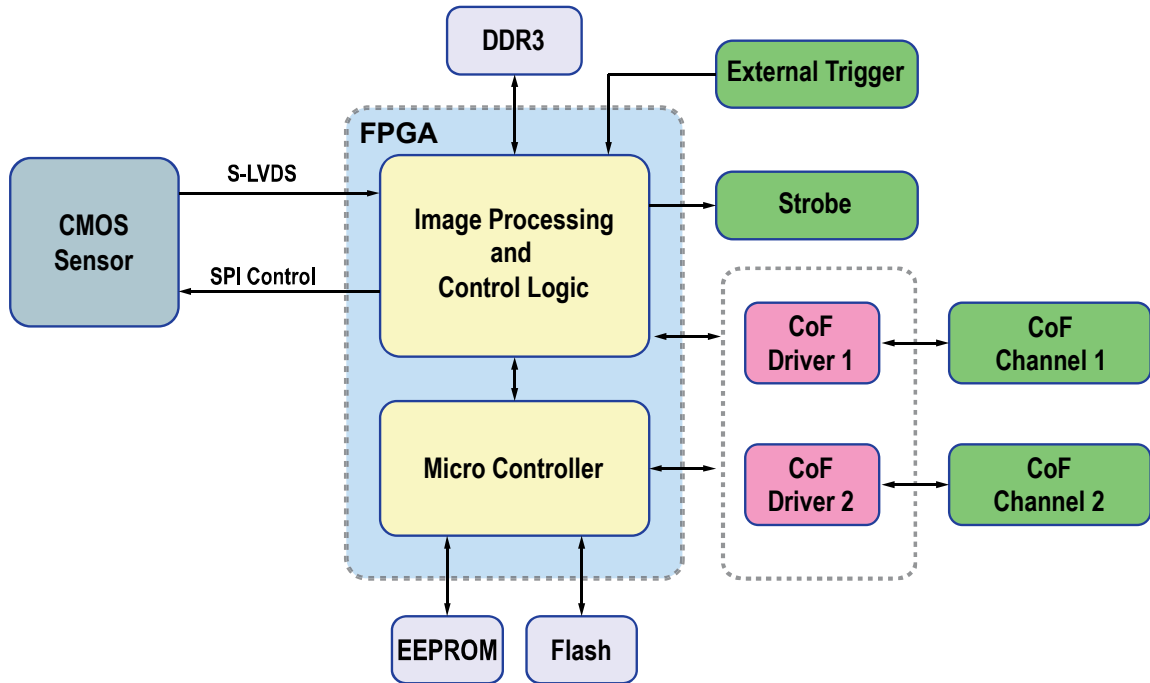 DDR3
External Trigger
FPGA
S-LVDS
CMOS
Sensor
Image Processing
and
Control Logic
Strobe
SPI Control
CoF
Driver 1
CoF
Channel 1
Micro Controller
CoF
Driver 2
CoF
Channel 2
EEPROM
Flash